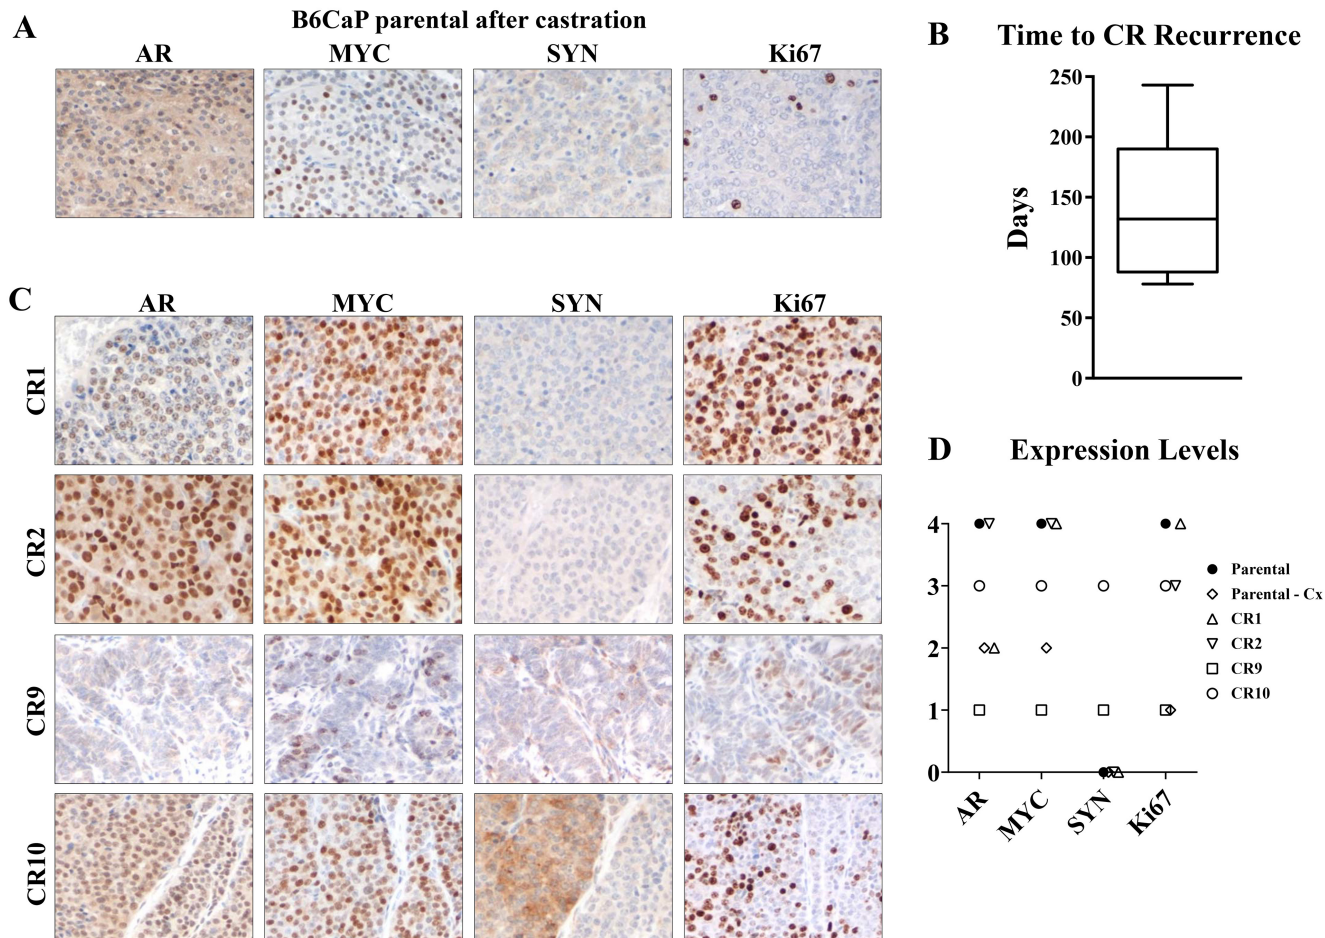 A
B6CaP parental after castration
AR MYC SYN Ki67
B Time to CR Recurrence
250
200
150
100
50
0
Days
C
AR MYC SYN Ki67
CR1
CR2
CR9
CR10
D Expression Levels
4
3
2
1
0
AR MYC SYN Ki67
Parental
Parental - Cx
CR1
CR2
CR9
CR10